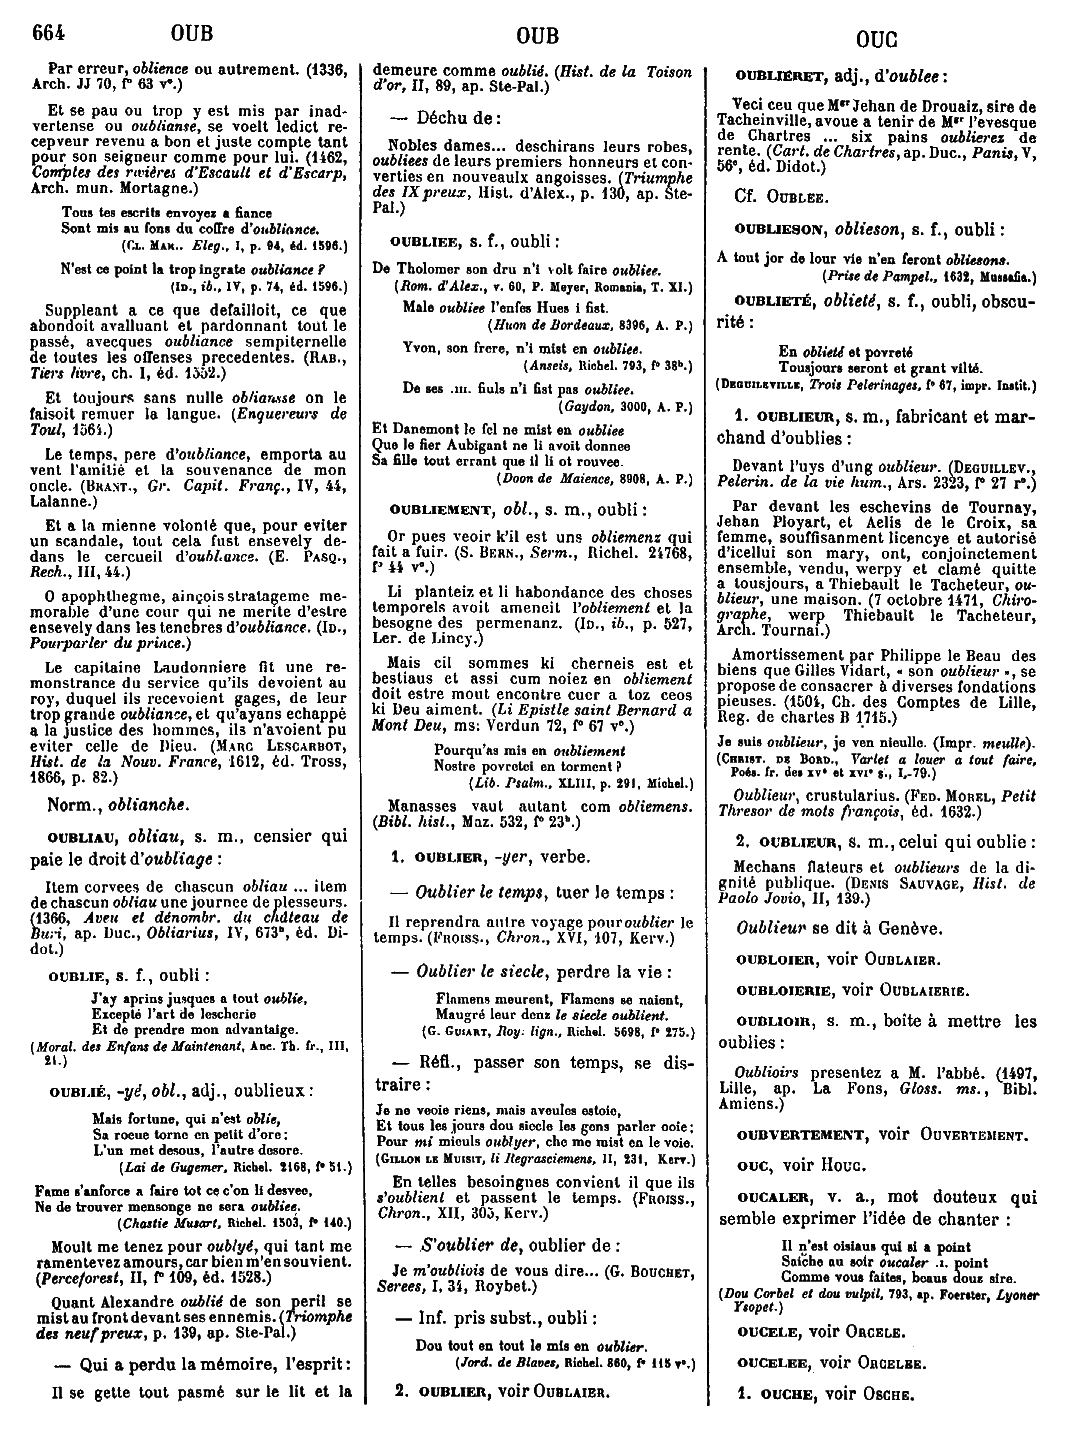 664 OUB
OUB
OUC
Par erreur, oblience ou autrement. (1336,
Arch. JJ 70, f° 63 v°.)
Et se pau ou trop y est mis par inad-
vertense ou oublianse, se voelt ledict re-
cepveur revenu a bon et juste compte tant
pour son seigneur comme pour lui. (1462,
Comptes des rivières d'Escault et d'Escarp,
Arch. mun. Mortagne.)
Tous tes escrits envoyez a fiance
Sont mis au fons du coffre d'oubliance.
(CL. MAR., Eleg., I, p. 94, éd. 1596.)
N'est ce point la trop ingrate oubliance ?
(ID., ib., IV, p. 74, éd. 1596.)
Suppleant a ce que defailloit, ce que
abondoit avalluant et pardonnant tout le
passé, avecques oubliance sempiternelle
de toutes les offenses precedentes. (RAB.,
Tiers livre, ch. I, éd. 1552.)
Et toujours sans nulle oblianse on le
faisoit remuer la langue. (Enquereurs de
Toul, 1561.)
Le temps, pere d'oubliance, emporta au
vent l'amitié et la souvenance de mon
oncle. (BRANT., Gr. Capit. Franç., IV, 44,
Lalanne.)
Et a la mienne volonté que, pour eviter
un scandale, tout cela fust ensevely de-
dans le cercueil d'oubliance. (E. PASQ.,
Rech., III, 44.)
O apophthegme, ainçois stratageme me-
morable d'une cour qui ne merite d'estre
ensevely dans les tenebres d'oubliance. (ID.,
Pourparler du prince.)
Le capitaine Laudonniere fit une re-
monstrance du service qu'ils devoient au
roy, duquel ils recevoient gages, de leur
trop grande oubliance, et qu'ayans echappé
a la justice des hommes, ils n'avoient pu
eviter celle de Dieu. (MARC LESCARBOT,
Hist. de la Nouv. France, 1612, éd. Tross,
1866, p. 82.)
Norm., oblianche.
OUBLIAU, obliau, s. m., censier qui
paie le droit d'oubliage :
Item corvees de chascun obliau ... item
de chascun obliau une journee de plesseurs.
(1366, Aveu et dénombr. du château de
Buri, ap. Duc., Obliarius, IV, 673ᵃ, éd. Di-
dot.)
OUBLIE, s. f., oubli :
J'ay aprins jusques a tout oublie,
Excepté l'art de lescherie
Et de prendre mon advantaige.
(Moral. des Enfans de Maintenant, Anc. Th. fr., III,
21.)
OUBLIÉ, -yé, obl., adj., oublieux :
Mais fortune, qui n'est oblie,
Sa rocue torne en petit d'ore ;
L'un met desous, l'autre desore.
(Lai de Gugemer, Richel. 2168, f° 51.)
Fame s'anforce a faire tot ce c'on li desvee,
Ne de trouver mensonge ne sera oubliee.
(Chastie Musart, Richel. 1503, f° 140.)
Moult me tenez pour oublyé, qui tant me
ramentevez amours, car bien m'en souvient.
(Perceforest, II, f° 109, éd. 1528.)
Quant Alexandre oublié de son peril se
mist au front devant ses ennemis. (Triomphe
des neuf preux, p. 139, ap. Ste-Pal.)
— Qui a perdu la mémoire, l'esprit :
Il se gette tout pasmé sur le lit et la
demeure comme oublié. (Hist. de la Toison
d'or, II, 89, ap. Ste-Pal.)
— Déchu de :
Nobles dames... deschirans leurs robes,
oubliees de leurs premiers honneurs et con-
verties en nouveaulx angoisses. (Triumphe
des IX preux, Hist. d'Alex., p. 130, ap. Ste-
Pal.)
OUBLIEE, s. f., oubli :
De Tholomer son dru n'i volt faire oubliee.
(Rom. d'Alex., v. 60, P. Meyer, Romania, T. XI.)
Male oubliee l'enfes Hues i fist.
(Huon de Bordeaux, 8396, A. P.)
Yvon, son frere, n'i mist en oubliee.
(Anseis, Richel. 793, f° 38ᵇ.)
De ses .III. fiuls n'i fist pas oubliee.
(Gaydon, 3000, A. P.)
Et Danemont le fel ne mist en oubliee
Que le fier Aubigant ne li avoit donnee
Sa fille tout errant que il li ot rouvee.
(Doon de Maience, 8908, A. P.)
OUBLIEMENT, obl., s. m., oubli :
Or pues veoir k'il est uns obliemenz qui
fait a fuir. (S. BERN., Serm., Richel. 24768,
f° 44 v°.)
Li planteiz et li habondance des choses
temporels avoit ameneit l'obliement et la
besogne des permenanz. (ID., ib., p. 527,
Ler. de Lincy.)
Mais cil sommes ki cherneis est et
bestiaus et assi cum noiez en obliement
doit estre mout encontre cuer a toz ceos
ki Deu aiment. (Li Epistle saint Bernard a
Mont Deu, ms. Verdun 72, f° 67 v°.)
Pourqu'as mis en oubliement
Nostre povretei en torment ?
(Lib. Psalm., XLIII, p. 291, Michel.)
Manasses vaut autant com obliemens.
(Bibl. hist., Maz. 532, f° 23ᵇ.)
1. OUBLIER, -yer, verbe.
— Oublier le temps, tuer le temps :
Il reprendra autre voyage pour oublier le
temps. (FROISS., Chron., XVI, 107, Kerv.)
— Oublier le siecle, perdre la vie :
Flamens meurent, Flamens se naient,
Maugré leur denz le siecle oublient.
(G. GUIART, Roy. lign., Richel. 5698, f° 275.)
— Réfl., passer son temps, se dis-
traire :
Je ne veoie riens, mais aveules estoie,
Et tous les jours dou siecle les gens parler ooie ;
Pour mi mieuls oublyer, che me mist en le voie.
(GILLON LE MUISIT, li Regrasciemens, II, 231, Kerv.)
En telles besoingnes convient il que ils
s'oublient et passent le temps. (FROISS.,
Chron., XII, 305, Kerv.)
— S'oublier de, oublier de :
Je m'oubliois de vous dire... (G. BOUCHET,
Serees, I, 34, Roybet.)
— Inf. pris subst., oubli :
Dou tout en tout le mis en oublier.
(Jord. de Blaves, Richel. 860, f° 115 v°.)
2. OUBLIER, voir OUBLAIER.
OUBLIERET, adj., d'oublee :
Veci ceu que Mᵍʳ Jehan de Drouaiz, sire de
Tacheinville, avoue a tenir de Mᵍʳ l'evesque
de Chartres ... six pains oublierez de
rente. (Cart. de Chartres, ap. Duc., Panis, V,
56ᵉ, éd. Didot.)
Cf. OUBLEE.
OUBLIESON, oblieson, s. f., oubli :
A tout jor de lour vie n'en feront obliesons.
(Prise de Pampel., 1632, Mussafia.)
OUBLIETÉ, oblieté, s. f., oubli, obscu-
rité :
En oblieté et povreté
Tousjours seront et grant vilté.
(DEGUILEVILLE, Trois Pelerinages, f° 67, impr. Instit.)
1. OUBLIEUR, s. m., fabricant et mar-
chand d'oublies :
Devant l'uys d'ung oublieur. (DEGUILLEV.,
Pelerin. de la vie hum., Ars. 2323, f° 27 r°.)
Par devant les eschevins de Tournay,
Jehan Ployart, et Aelis de le Croix, sa
femme, souffisanment licencye et autorisé
d'icellui son mary, ont, conjoinctement
ensemble, vendu, werpy et clamé quitte
a tousjours, a Thiebault le Tacheteur, ou-
blieur, une maison. (7 octobre 1471, Chiro-
graphe, werp Thiebault le Tacheteur,
Arch. Tournai.)
Amortissement par Philippe le Beau des
biens que Gilles Vidart, « son oublieur », se
propose de consacrer à diverses fondations
pieuses. (1501, Ch. des Comptes de Lille,
Reg. de chartes B 1715.)
Je suis oublieur, je ven nieulle. (Impr. meulle).
(CHRIST. DE BORD., Varlet a louer a tout faire,
Poés. fr. des XVᵉ et XVIᵉ s., I, 79.)
Oublieur, crustularius. (FED. MOREL, Petit
Thresor de mots françois, éd. 1632.)
2. OUBLIEUR, s. m., celui qui oublie :
Mechans flateurs et oublieurs de la di-
gnité publique. (DENIS SAUVAGE, Hist. de
Paolo Jovio, II, 139.)
Oublieur se dit à Genève.
OUBLOIER, voir OUBLAIER.
OUBLOIERIE, voir OUBLAIERIE.
OUBLIOIR, s. m., boite à mettre les
oublies :
Oublioirs presentez a M. l'abbé. (1497,
Lille, ap. La Fons, Gloss. ms., Bibl.
Amiens.)
OUBVERTEMENT, voir OUVERTEMENT.
OUC, voir HOUC.
OUCALER, v. a., mot douteux qui
semble exprimer l'idée de chanter :
Il n'est oisiaus qui si a point
Saiche au soir oucaler .I. point
Comme vous faites, beaus douz sire.
(Dou Corbel et dou vulpil, 793, ap. Foerster, Lyoner
Ysopet.)
OUCELE, voir ORCELE.
OUCELEE, voir ORCELEE.
1. OUCHE, voir OSCHE.